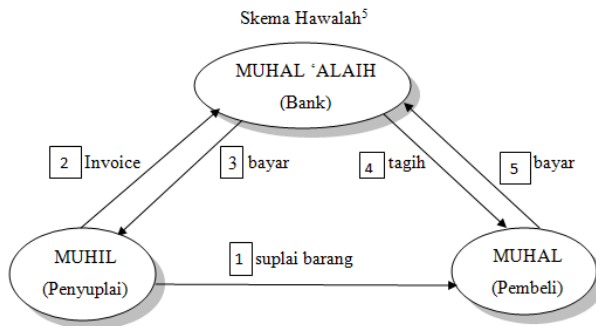 Skema Hawalah⁵
MUHAL ‘ALAIH
(Bank)
2 Invoice
3 bayar
4 tagih
5 bayar
MUHIL
(Penyuplai)
1 suplai barang
MUHAL
(Pembeli)